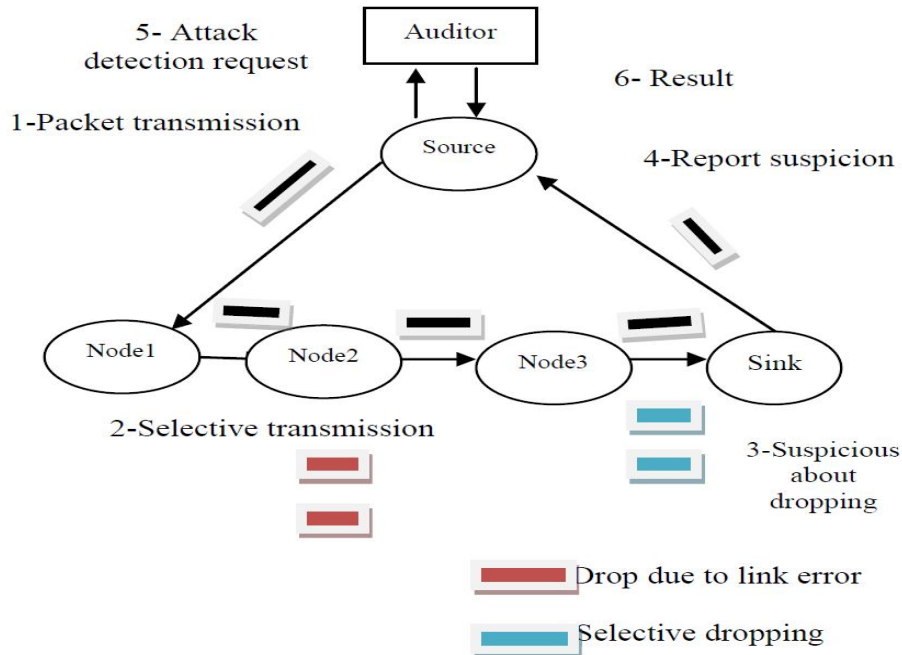 5- Attack
detection request
Auditor
6- Result
1-Packet transmission
Source
4-Report suspicion
Node1
Node2
Node3
Sink
2-Selective transmission
3-Suspicious
about
dropping
Drop due to link error
Selective dropping